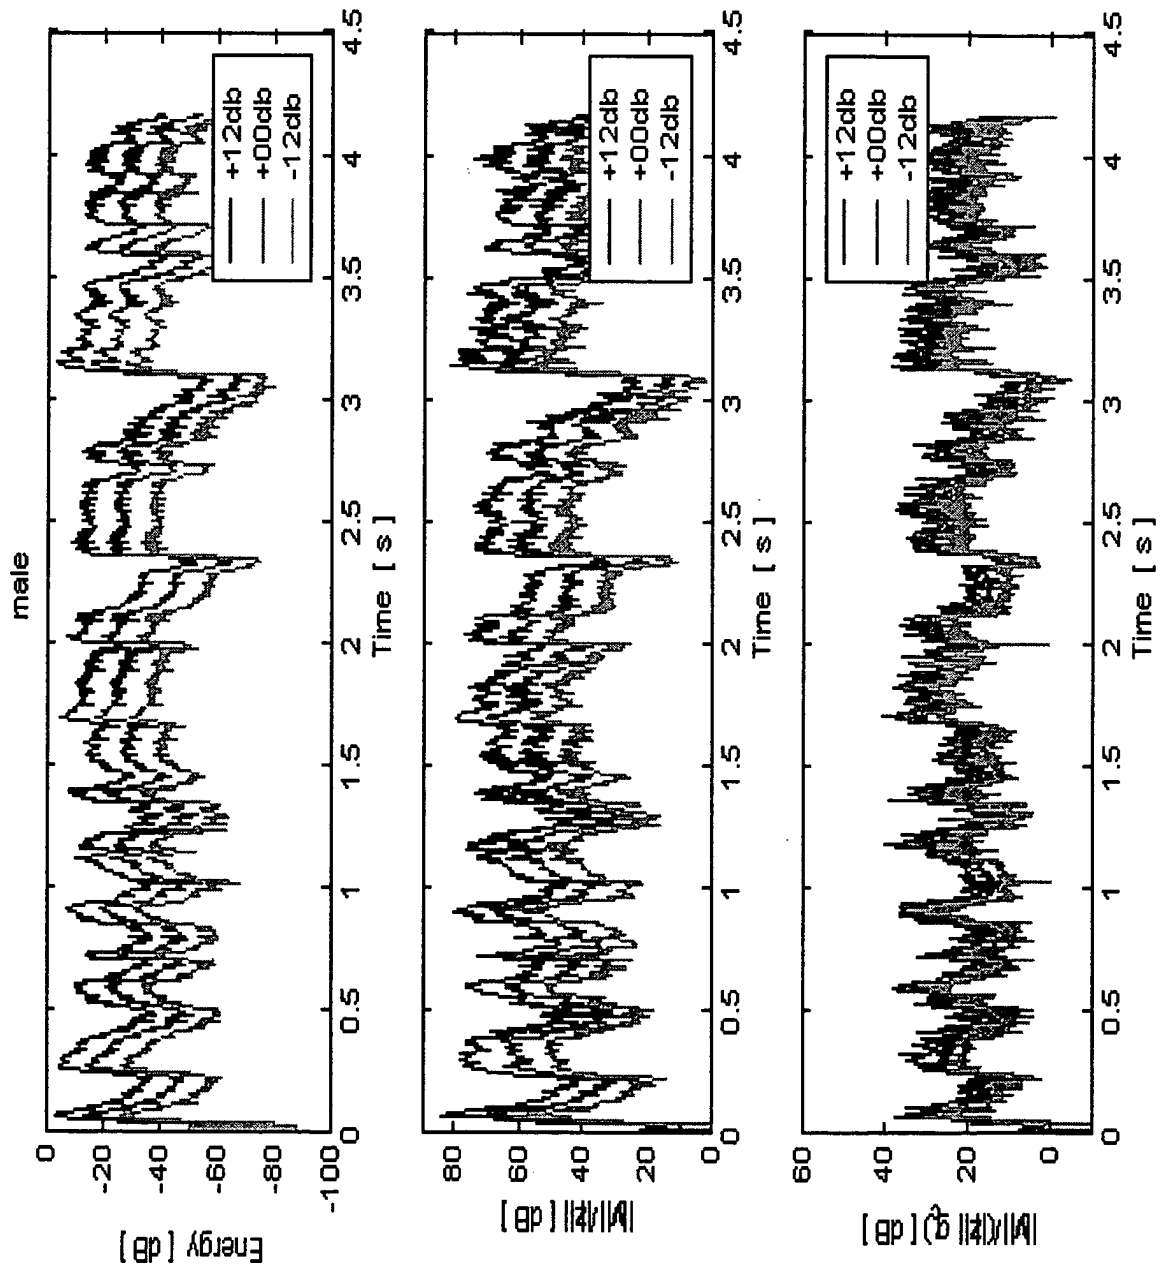 male
0
-20
-40
-60
-80
-100
Energy [ dB ]
+12db
+00db
-12db
0 0.5 1 1.5 2 2.5 3 3.5 4 4.5
Time [ s ]
80
60
40
20
0
||y||/||z|| [ dB ]
+12db
+00db
-12db
0 0.5 1 1.5 2 2.5 3 3.5 4 4.5
Time [ s ]
60
40
20
0
[ dB ]
+12db
+00db
-12db
0 0.5 1 1.5 2 2.5 3 3.5 4 4.5
Time [ s ]